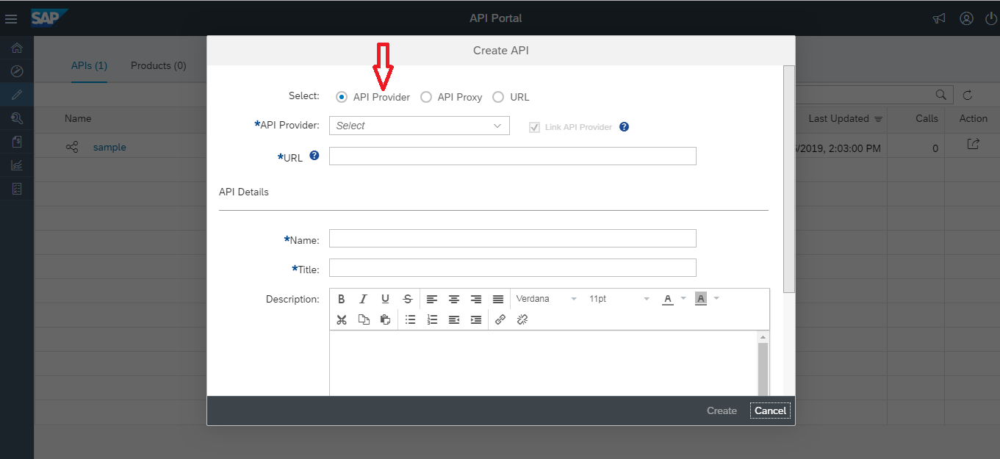 SAP
API Portal
APIs (1)
Products (0)
Name
Last Updated
Calls
Action
sample
/2019, 2:03:00 PM
0
Create API
Select:
API Provider
API Proxy
URL
*API Provider:
Select
Link API Provider
?
*URL
?
API Details
*Name:
*Title:
Description:
B I U S
Verdana
11pt
A
A
Create
Cancel